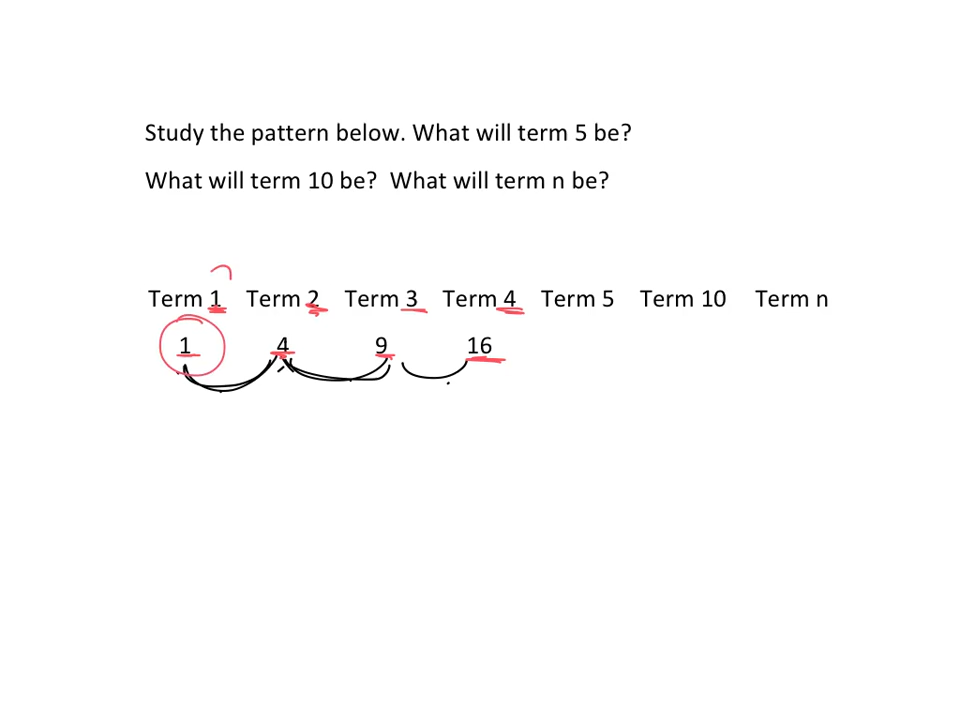 Study the pattern below. What will term 5 be?
What will term 10 be? What will term n be?
Term 1 Term 2 Term 3 Term 4 Term 5 Term 10 Term n
1 4 9 16